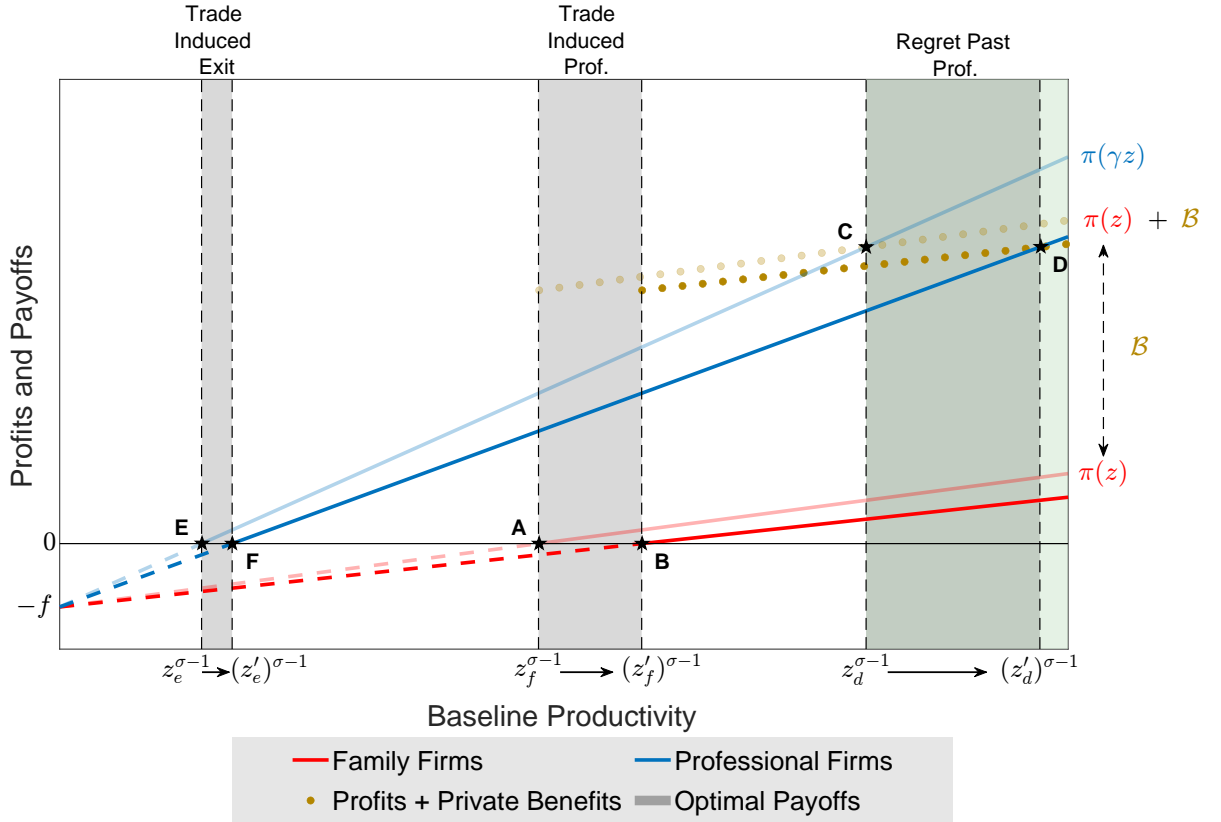 Trade
Induced
Exit
Trade
Induced
Prof.
Regret Past
Prof.
π(γz)
C
π(z) + ℬ
D
Profits and Payoffs
ℬ
π(z)
E
A
0
F
B
−f
z_e^{σ−1} → (z′_e)^{σ−1}
z_f^{σ−1} → (z′_f)^{σ−1}
z_d^{σ−1} → (z′_d)^{σ−1}
Baseline Productivity
Family Firms
Professional Firms
Profits + Private Benefits
Optimal Payoffs